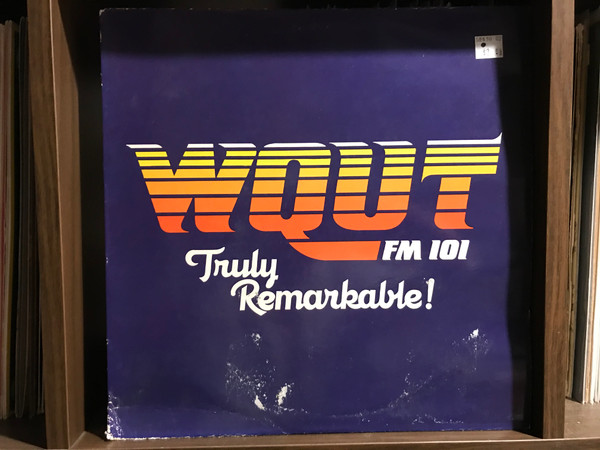 WQUT
FM 101
Truly
Remarkable!